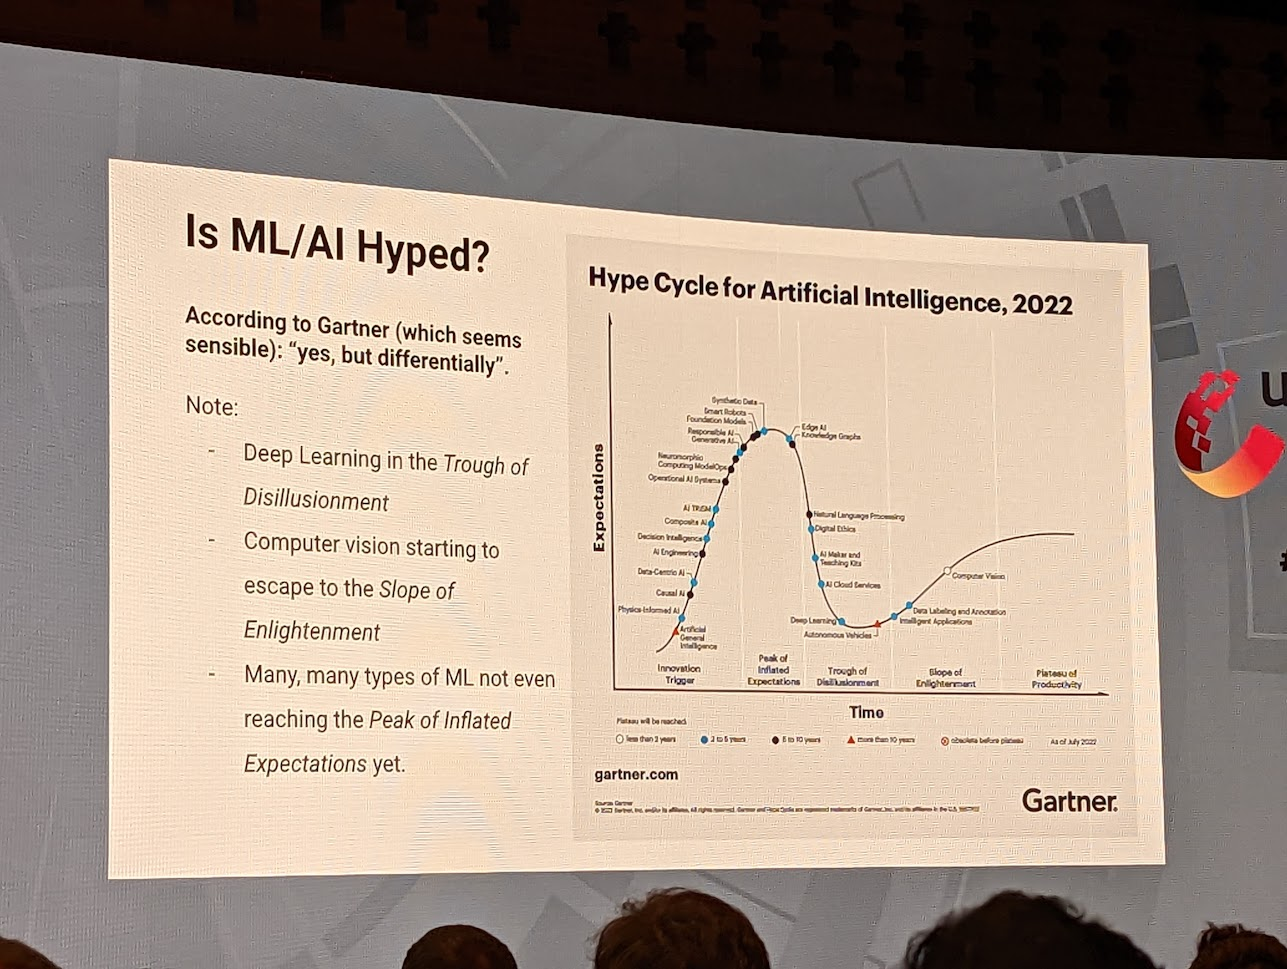 Is ML/AI Hyped?
According to Gartner (which seems
sensible): “yes, but differentially”.
Note:
- Deep Learning in the Trough of
Disillusionment
- Computer vision starting to
escape to the Slope of
Enlightenment
- Many, many types of ML not even
reaching the Peak of Inflated
Expectations yet.
Hype Cycle for Artificial Intelligence, 2022
Expectations
Synthetic Data
Smart Robots
Foundation Models
Responsible AI
Generative AI
Neuromorphic
Computing ModelOps
Operational AI Systems
AI TRiSM
Composite AI
Decision Intelligence
AI Engineering
Data-Centric AI
Causal AI
Physics-Informed AI
Artificial
General
Intelligence
Edge AI
Knowledge Graphs
Natural Language Processing
Digital Ethics
AI Maker and
Teaching Kits
AI Cloud Services
Deep Learning
Autonomous Vehicles
Computer Vision
Data Labeling and Annotation
Intelligent Applications
Innovation
Trigger
Peak of
Inflated
Expectations
Trough of
Disillusionment
Slope of
Enlightenment
Plateau of
Productivity
Time
Plateau will be reached:
less than 2 years
2 to 5 years
5 to 10 years
more than 10 years
obsolete before plateau
As of July 2022
gartner.com
Source: Gartner
Gartner.